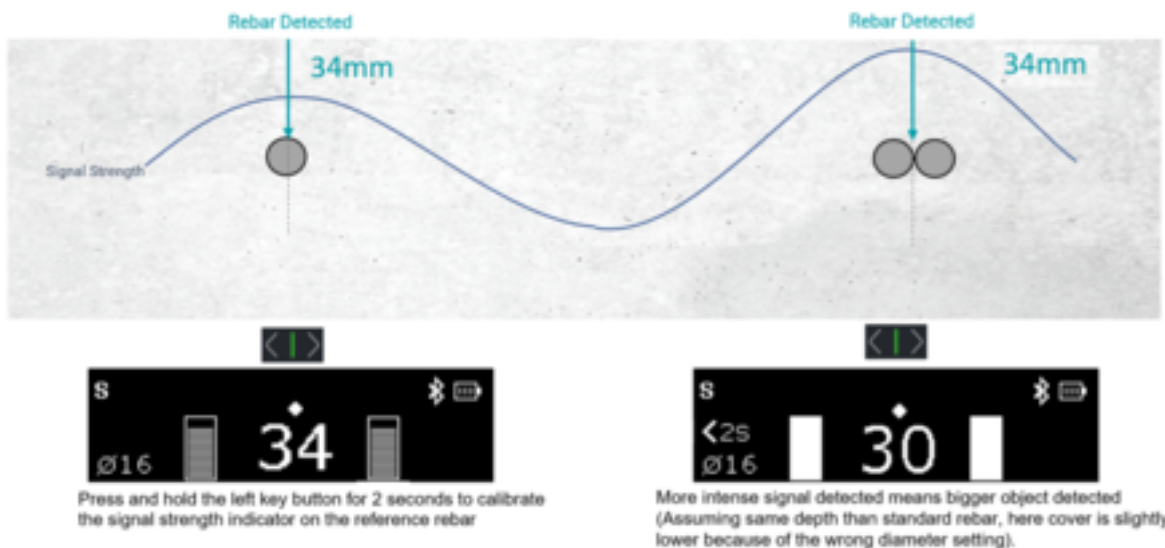 Rebar Detected
Rebar Detected
34mm
34mm
Signal Strength
S
34
Ø16
S
<2s
Ø16
30
Press and hold the left key button for 2 seconds to calibrate
the signal strength indicator on the reference rebar
More intense signal detected means bigger object detected
(Assuming same depth than standard rebar, here cover is slightly
lower because of the wrong diameter setting).